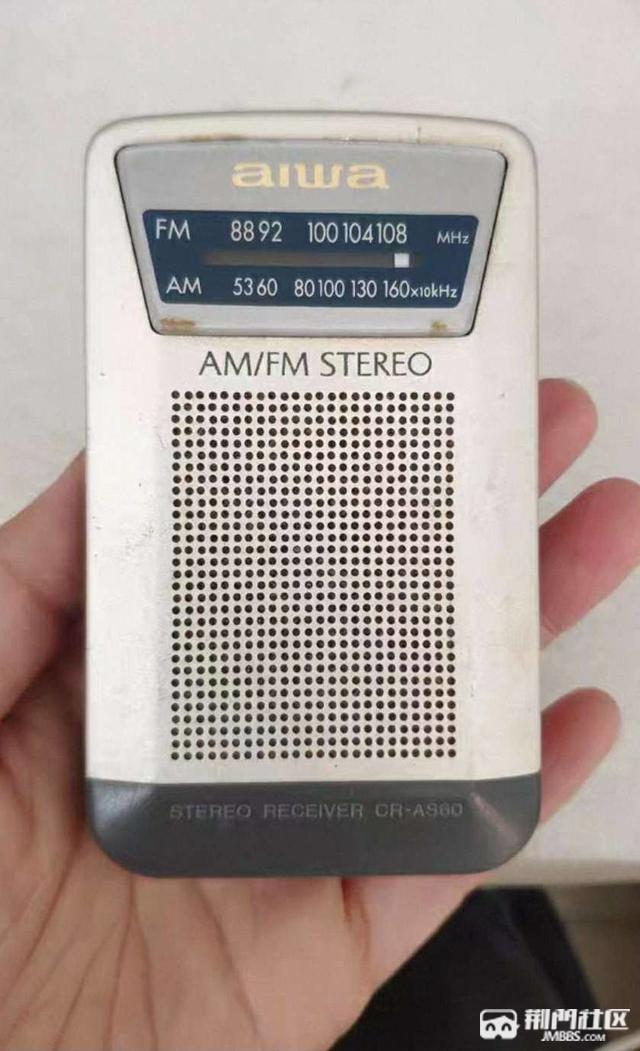 aiwa
FM 88 92 100 104 108 MHz
AM 53 60 80 100 130 160 x10kHz
AM/FM STEREO
STEREO RECEIVER CR-AS60
荆門社区
JMBBS.COM